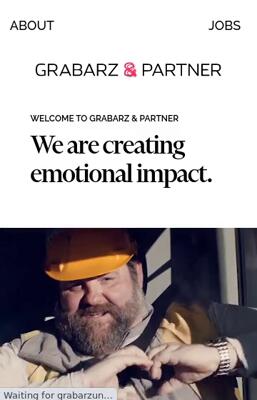 ABOUT JOBS
GRABARZ & PARTNER
WELCOME TO GRABARZ & PARTNER
We are creating
emotional impact.
Waiting for grabarzun...